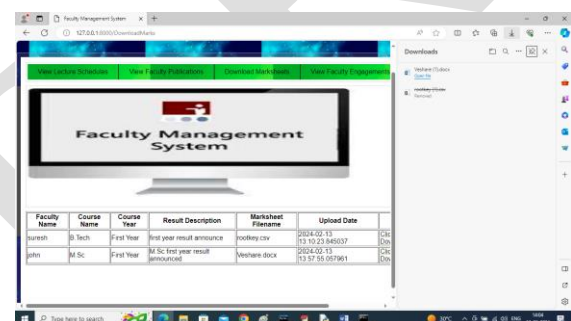 Faculty Management System
127.0.0.1:8000/DownloadMarks
Downloads
View Lecture Schedules
View Faculty Publications
Download Marksheets
View Faculty Engagements
Veshare (1).docx
Open file
Removed
Faculty Management
System
Faculty Name Course Name Course Year Result Description Marksheet Filename Upload Date
suresh B.Tech First Year first year result announce rootkey.csv 2024-02-13 13:10:23.845037
john M.Sc First Year M.Sc first year result announced Veshare.docx 2024-02-13 13:57:55.057961
Type here to search
30°C
ENG